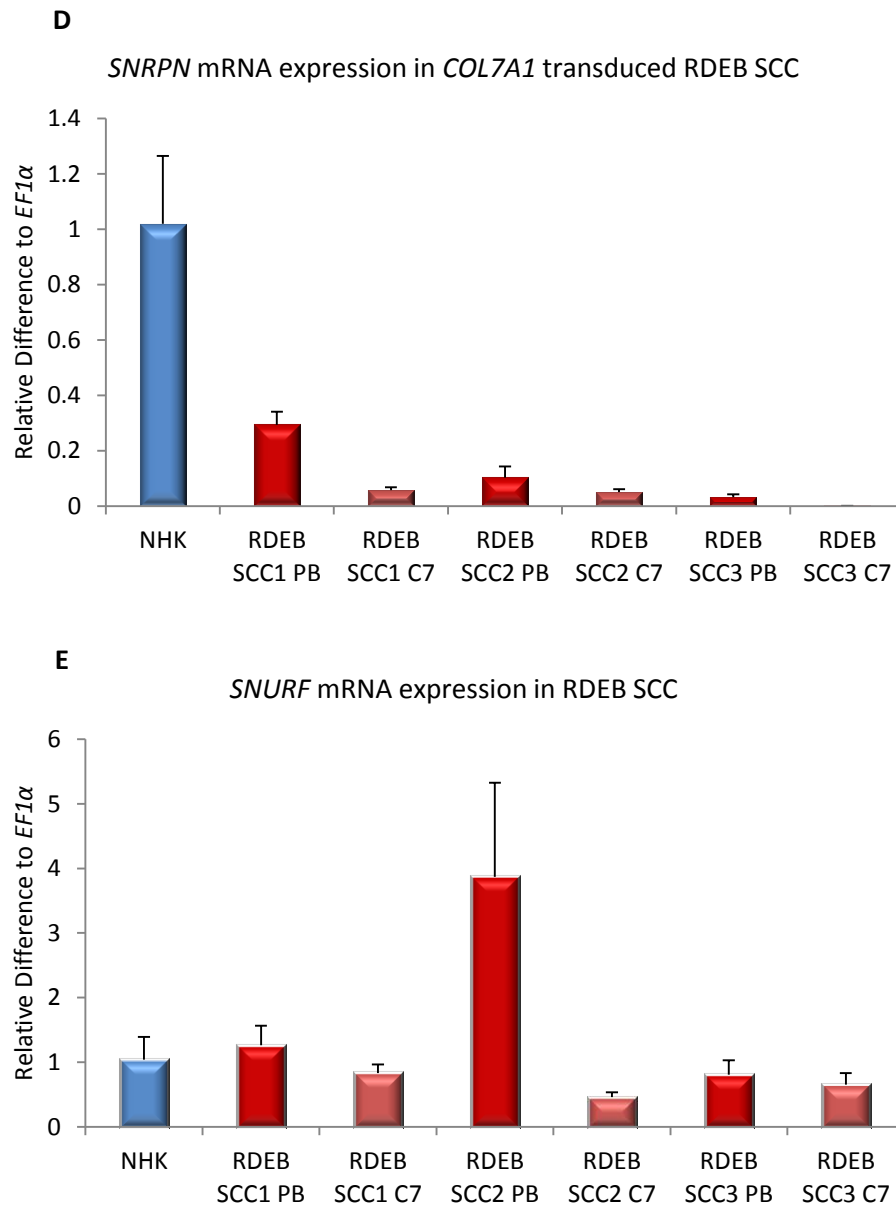 D
SNRPN mRNA expression in COL7A1 transduced RDEB SCC
Relative Difference to EF1α
1.4
1.2
1
0.8
0.6
0.4
0.2
0
NHK
RDEB
SCC1 PB
RDEB
SCC1 C7
RDEB
SCC2 PB
RDEB
SCC2 C7
RDEB
SCC3 PB
RDEB
SCC3 C7
E
SNURF mRNA expression in RDEB SCC
Relative Difference to EF1α
6
5
4
3
2
1
0
NHK
RDEB
SCC1 PB
RDEB
SCC1 C7
RDEB
SCC2 PB
RDEB
SCC2 C7
RDEB
SCC3 PB
RDEB
SCC3 C7